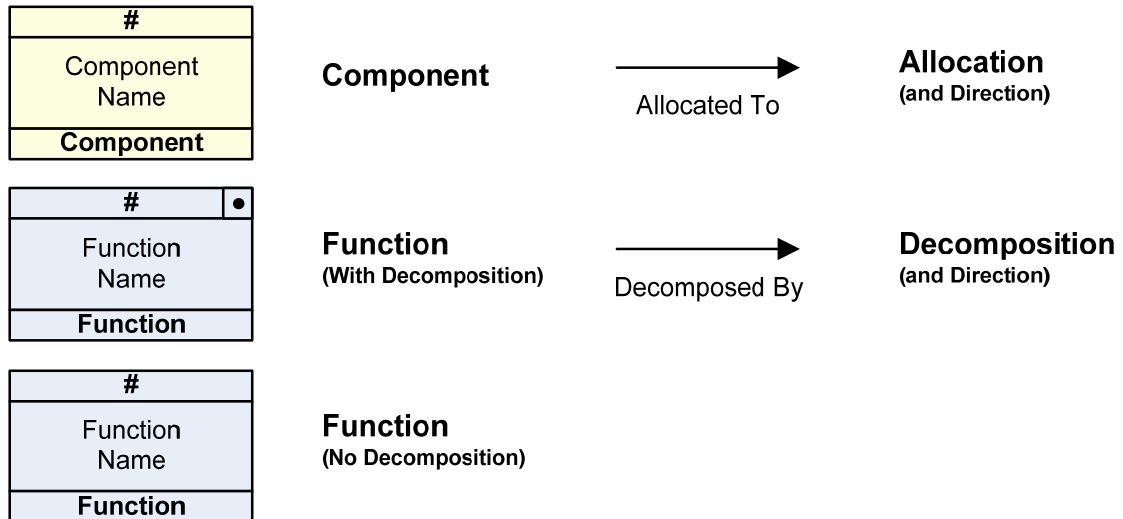 #
Component
Name
Component
Component
Allocated To
Allocation
(and Direction)
#
Function
Name
Function
Function
(With Decomposition)
Decomposed By
Decomposition
(and Direction)
#
Function
Name
Function
Function
(No Decomposition)